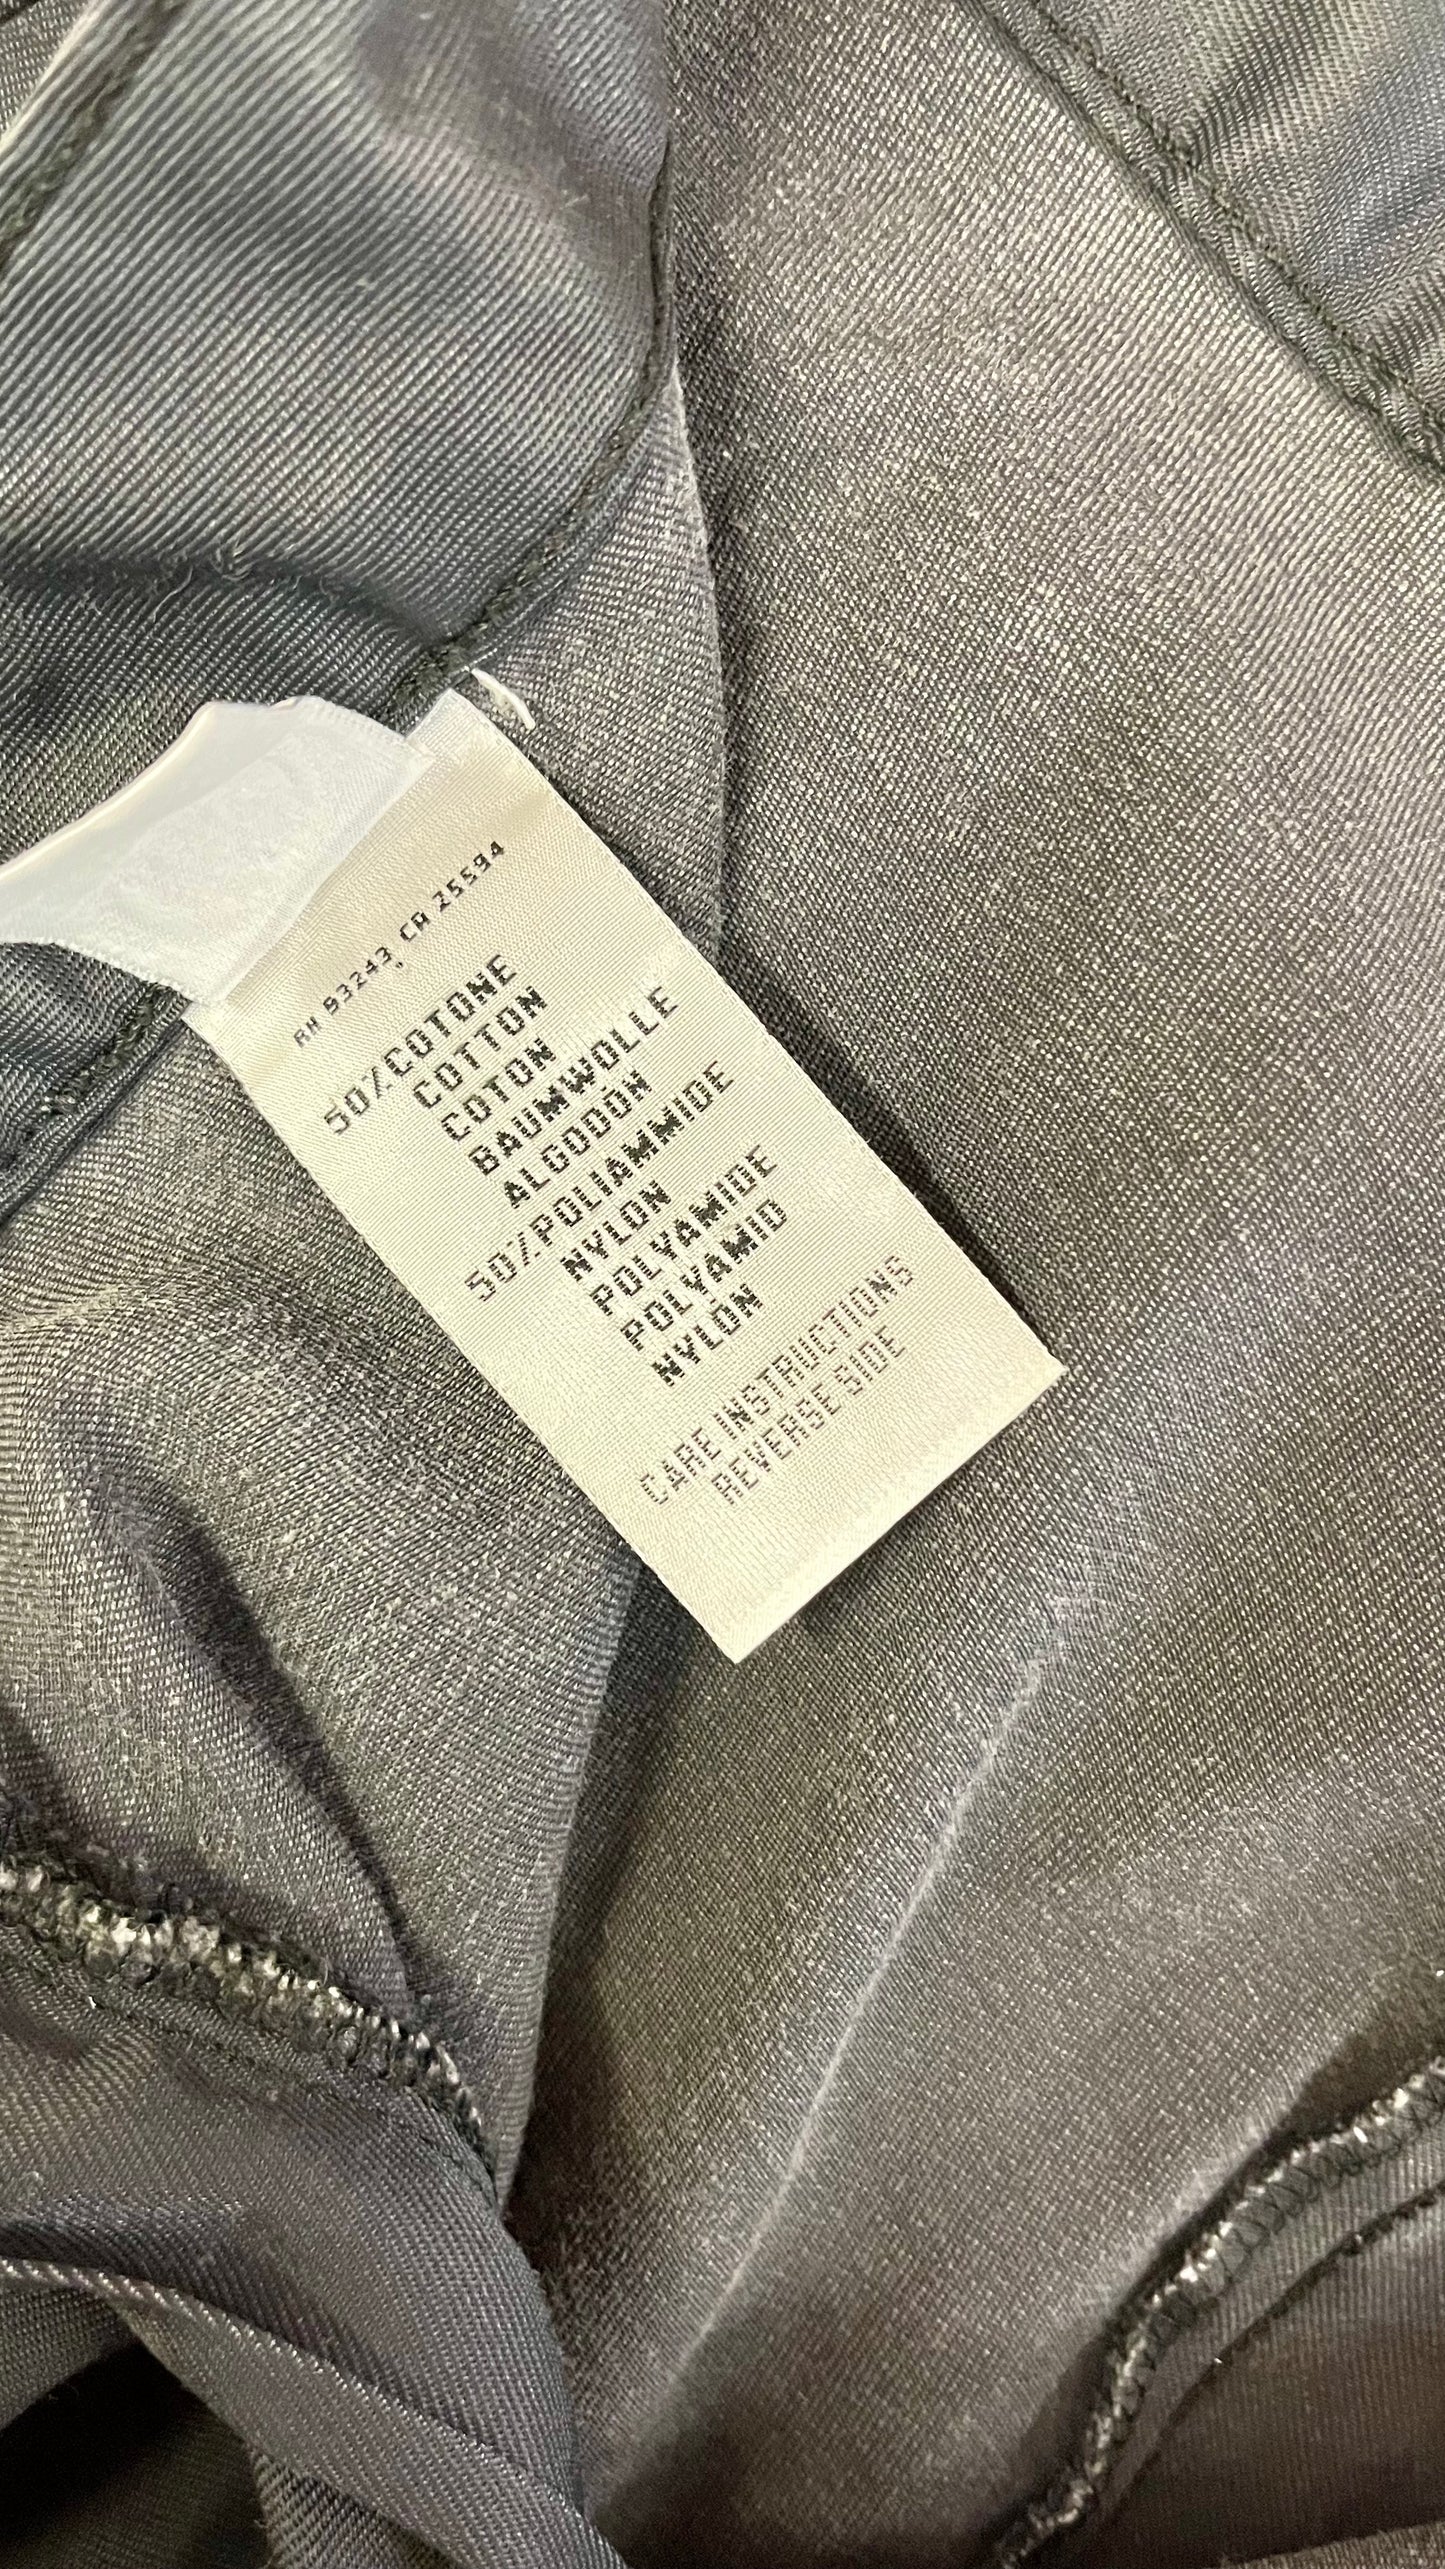 RN 93243 CA 25594
50%COTONE
COTTON
COTON
BAUMWOLLE
ALGODÓN
50%POLIAMMIDE
NYLON
POLYAMIDE
POLYAMID
NYLÓN
CARE INSTRUCTIONS
REVERSE SIDE